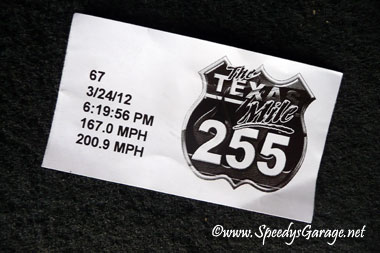 67
3/24/12
6:19:56 PM
167.0 MPH
200.9 MPH
The
TEXAS
Mile
255
©www.SpeedysGarage.net